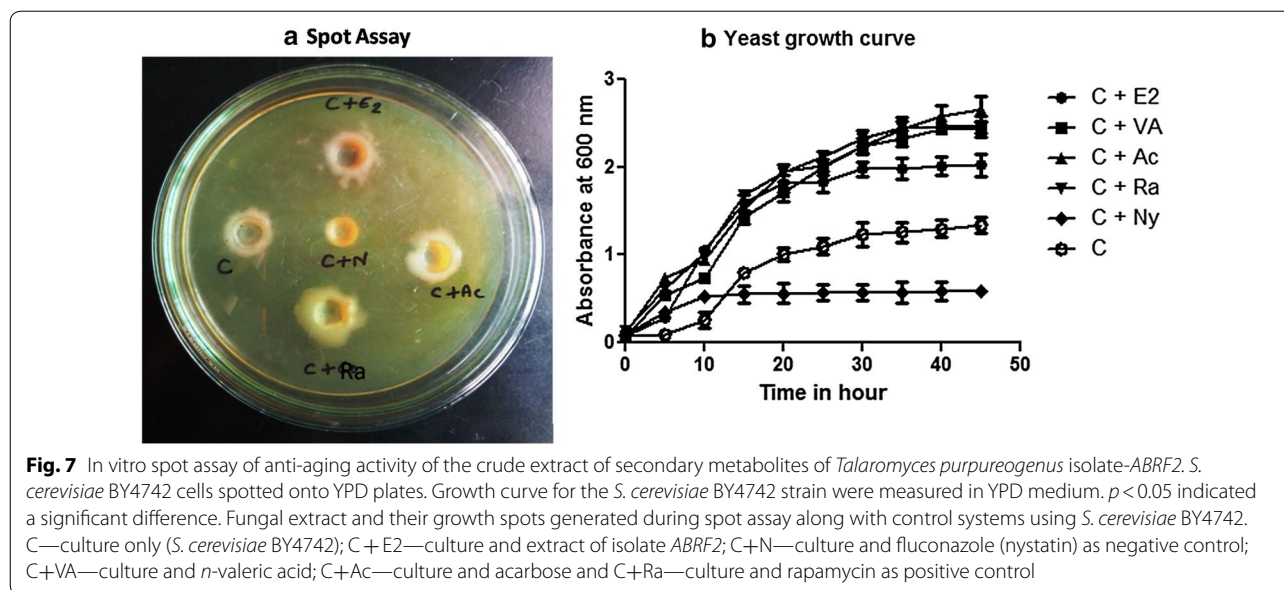 a Spot Assay
C+E2
C
C+N
C+Ac
C+Ra
b Yeast growth curve
Absorbance at 600 nm
3
2
1
0
0 10 20 30 40 50
Time in hour
C + E2
C + VA
C + Ac
C + Ra
C + Ny
C
Fig. 7 In vitro spot assay of anti-aging activity of the crude extract of secondary metabolites of Talaromyces purpureogenus isolate-ABRF2. S.
cerevisiae BY4742 cells spotted onto YPD plates. Growth curve for the S. cerevisiae BY4742 strain were measured in YPD medium. p < 0.05 indicated
a significant difference. Fungal extract and their growth spots generated during spot assay along with control systems using S. cerevisiae BY4742.
C—culture only (S. cerevisiae BY4742); C + E2—culture and extract of isolate ABRF2; C+N—culture and fluconazole (nystatin) as negative control;
C+VA—culture and n-valeric acid; C+Ac—culture and acarbose and C+Ra—culture and rapamycin as positive control